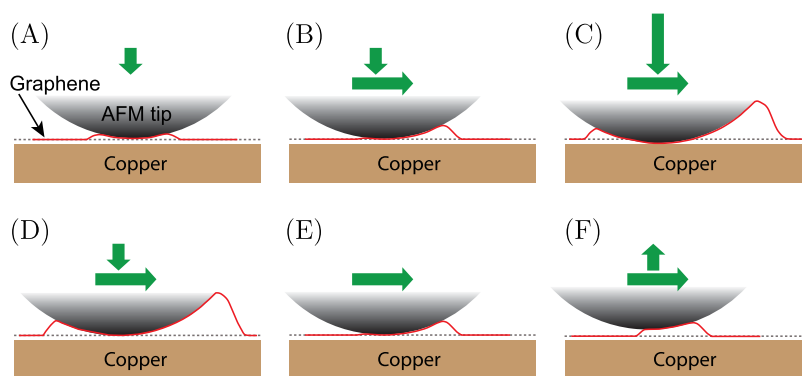 (A)
(B)
(C)
Graphene
AFM tip
Copper
Copper
Copper
(D)
(E)
(F)
Copper
Copper
Copper